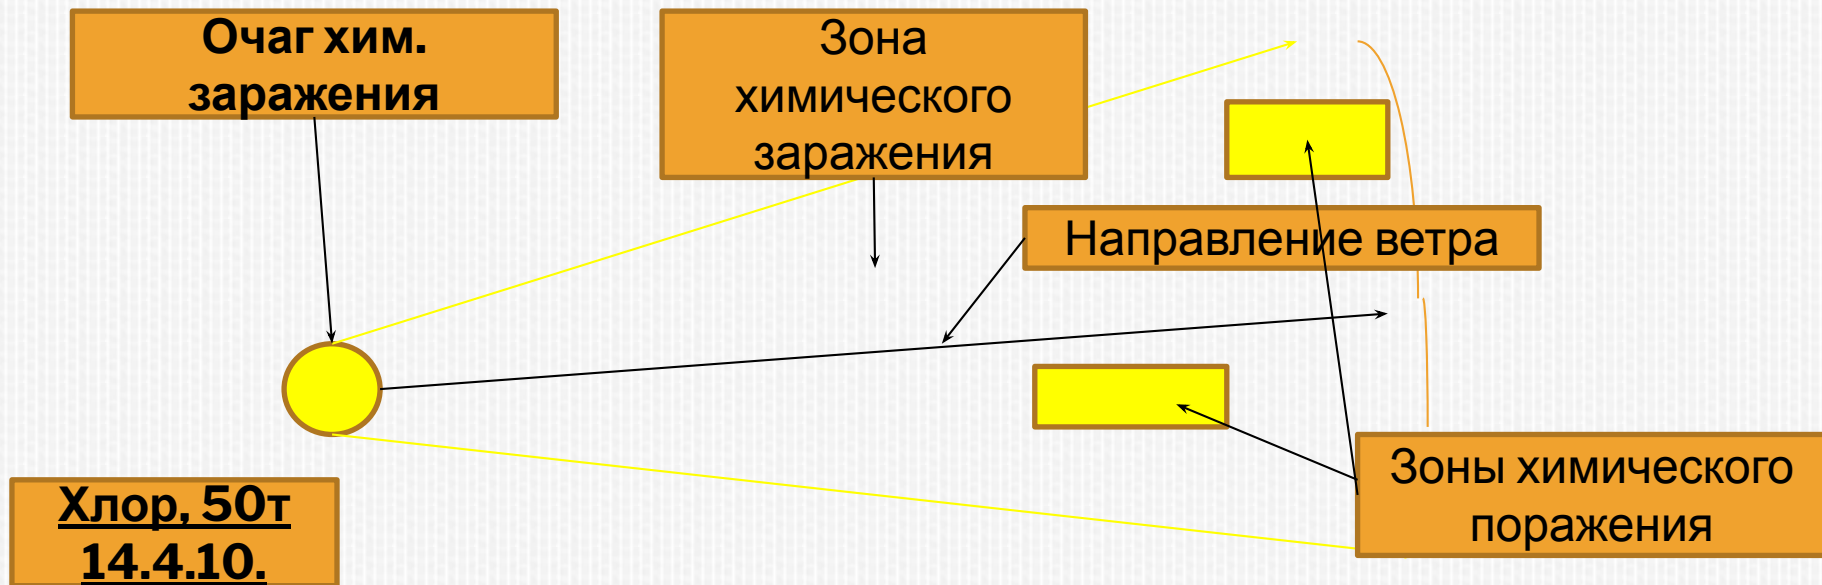 Очаг хим.
заражения
Зона
химического
заражения
Направление ветра
Зоны химического
поражения
Хлор, 50т
14.4.10.